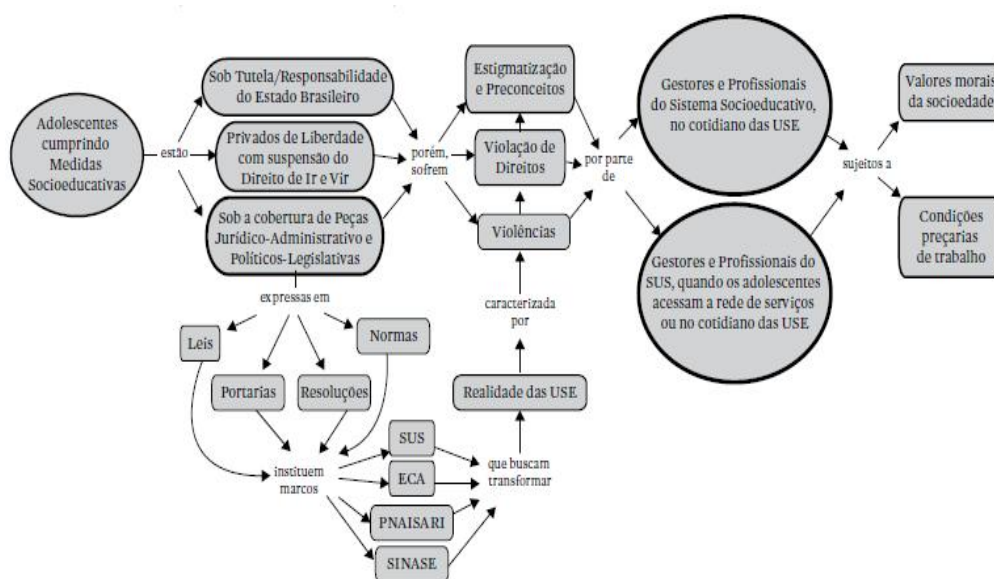 Adolescentes
cumprindo
Medidas
Socioeducativas
estão
Sob Tutela/Responsabilidade
do Estado Brasileiro
Privados de Liberdade
com suspensão do
Direito de Ir e Vir
Sob a cobertura de Peças
Jurídico-Administrativo e
Políticos-Legislativas
porém,
sofrem
Estigmatização
e Preconceitos
Violação de
Direitos
Violências
por parte
de
Gestores e Profissionais
do Sistema Socioeducativo,
no cotidiano das USE
Gestores e Profissionais do
SUS, quando os adolescentes
acessam a rede de serviços
ou no cotidiano das USE
sujeitos a
Valores morais
da socioedade
Condições
preçarias
de trabalho
expressas em
Leis
Portarias
Resoluções
Normas
instituem
marcos
SUS
ECA
PNAISARI
SINASE
que buscam
transformar
Realidade das USE
caracterizada
por